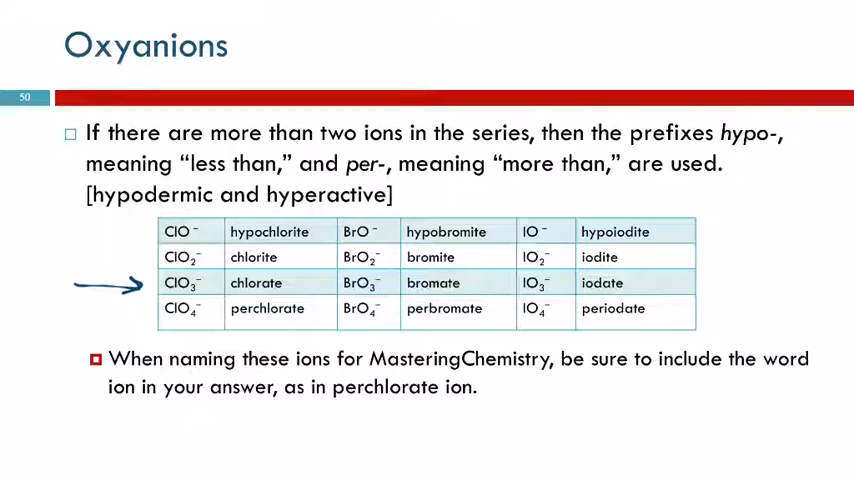 Oxyanions
50
□ If there are more than two ions in the series, then the prefixes hypo-,
meaning “less than,” and per-, meaning “more than,” are used.
[hypodermic and hyperactive]
ClO⁻ hypochlorite BrO⁻ hypobromite IO⁻ hypoiodite
ClO₂⁻ chlorite BrO₂⁻ bromite IO₂⁻ iodite
ClO₃⁻ chlorate BrO₃⁻ bromate IO₃⁻ iodate
ClO₄⁻ perchlorate BrO₄⁻ perbromate IO₄⁻ periodate
When naming these ions for MasteringChemistry, be sure to include the word
ion in your answer, as in perchlorate ion.